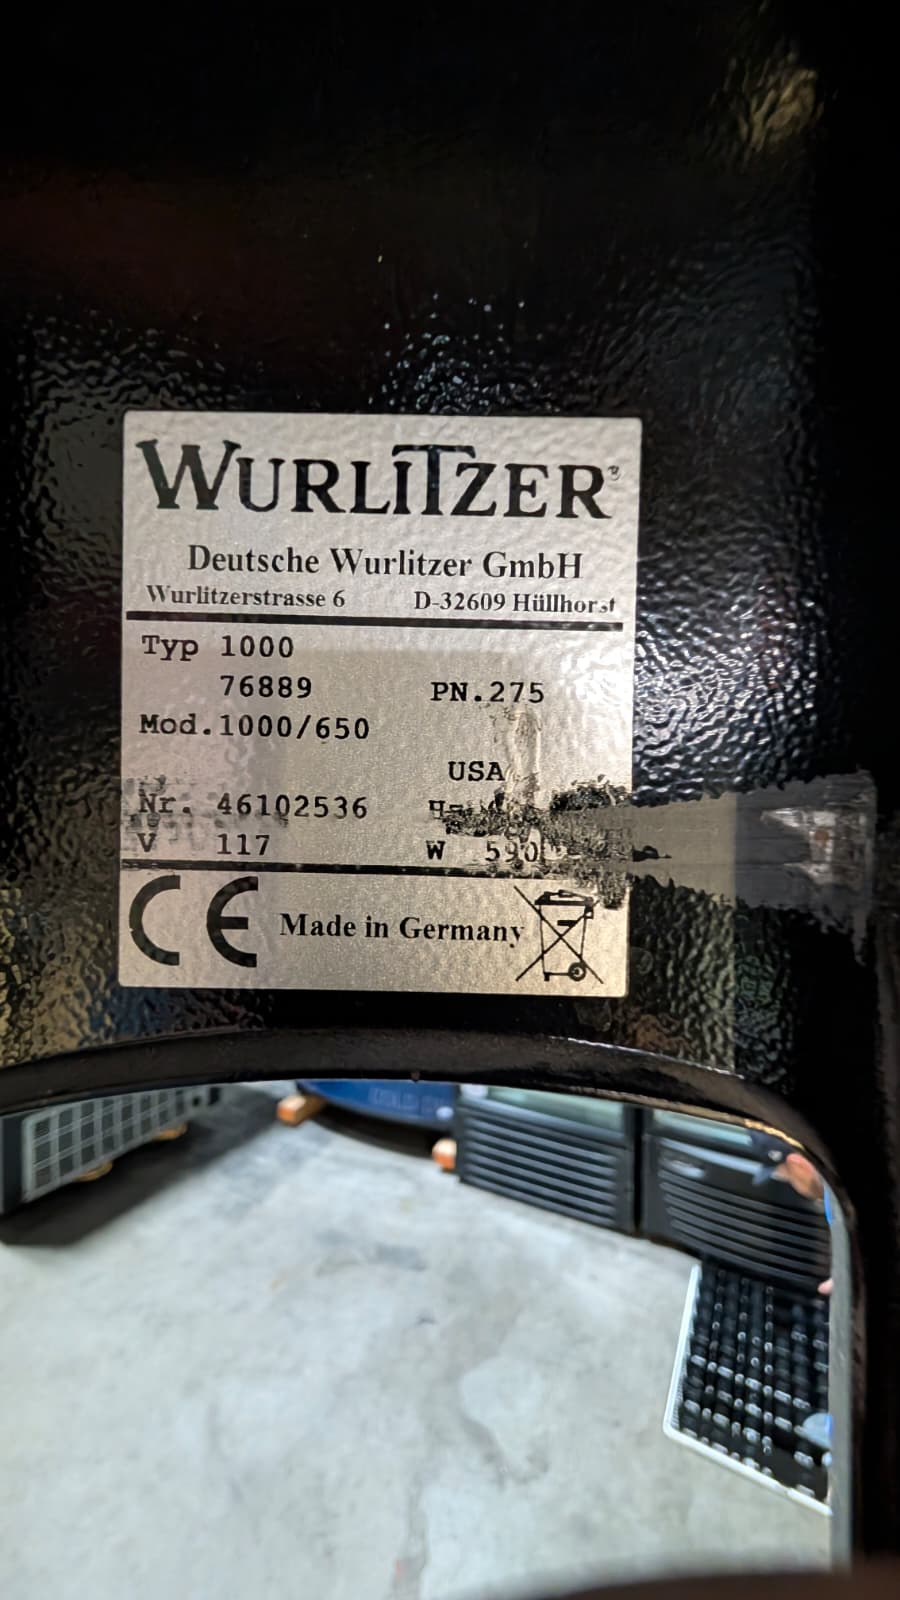 WURLITZER®
Deutsche Wurlitzer GmbH
Wurlitzerstrasse 6 D-32609 Hüllhorst
Typ 1000
76889 PN.275
Mod.1000/650
USA
Nr. 46102536
V 117 W 590
CE Made in Germany